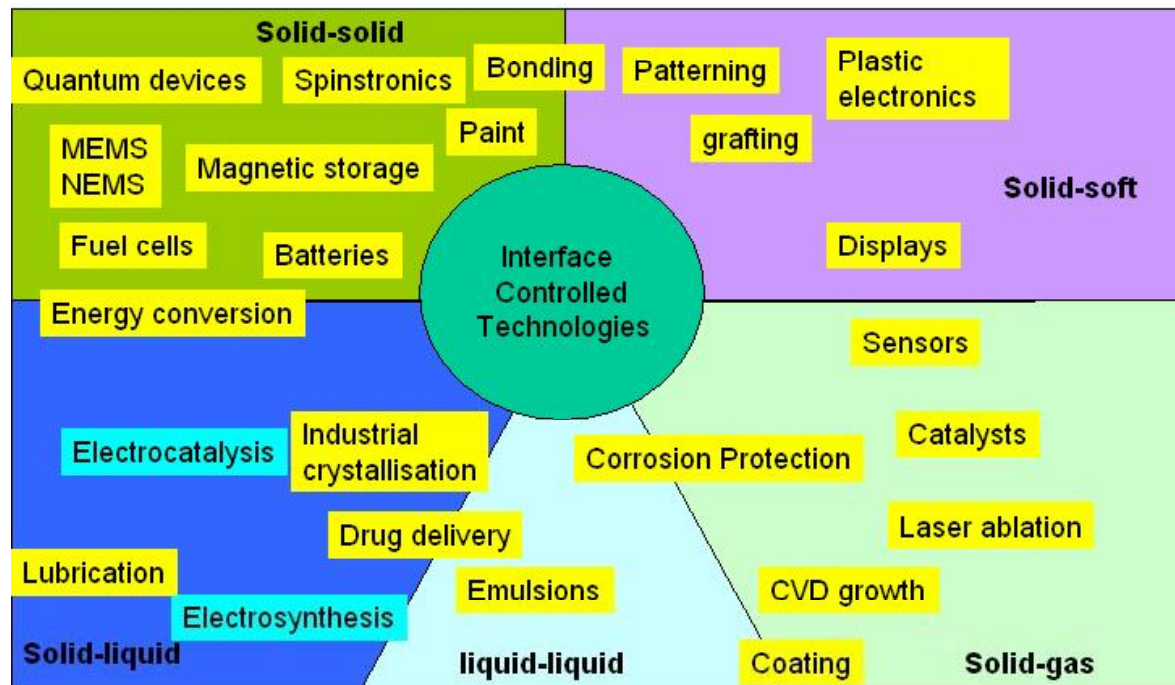 Solid-solid
Quantum devices
Spinstronics
Bonding
Patterning
Plastic
electronics
Paint
grafting
MEMS
NEMS
Magnetic storage
Solid-soft
Fuel cells
Batteries
Displays
Interface
Controlled
Technologies
Energy conversion
Sensors
Electrocatalysis
Industrial
crystallisation
Corrosion Protection
Catalysts
Drug delivery
Laser ablation
Lubrication
Emulsions
CVD growth
Electrosynthesis
Solid-liquid
liquid-liquid
Coating
Solid-gas